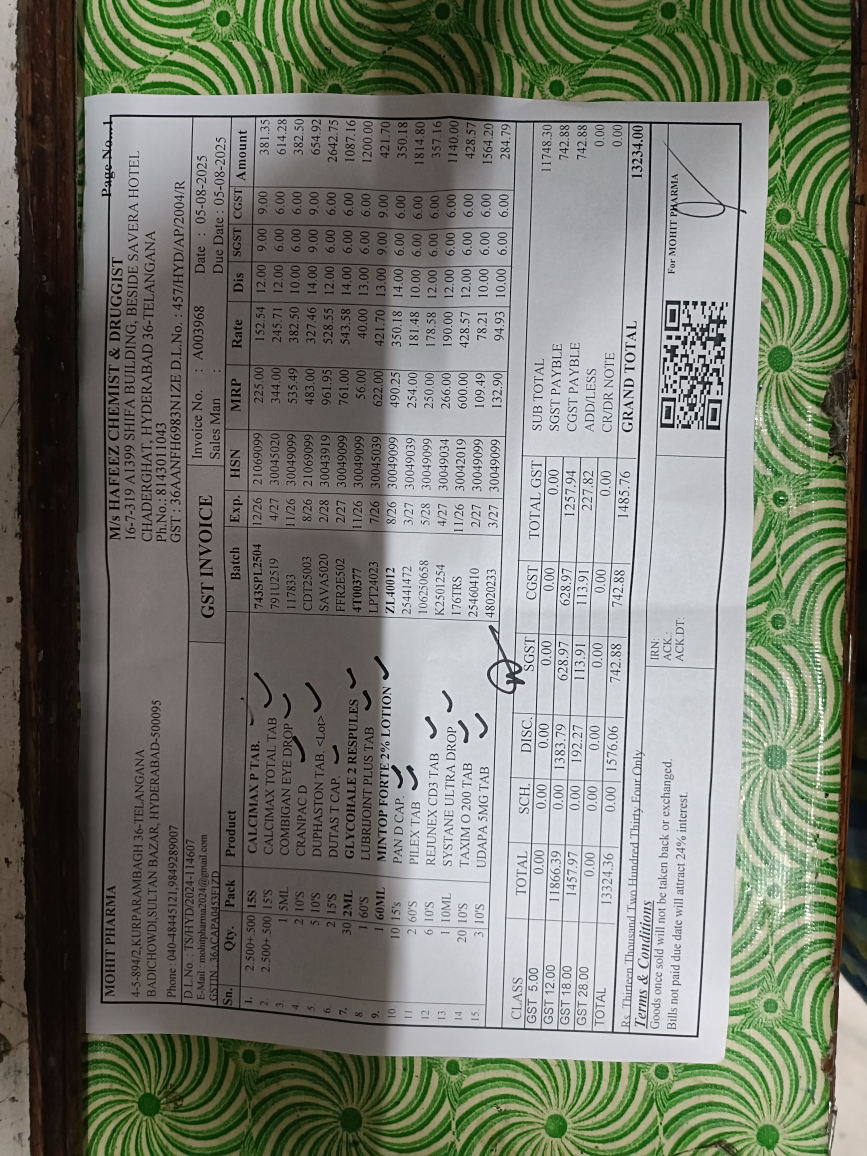 Page No...1
MOHIT PHARMA
4-5-894/2,KURPARAMBAGH 36-TELANGANA
BADICHOWDI,SULTAN BAZAR, HYDERABAD-500095
Phone : 040-48445121,9849289007
D.L.No. : TS/HYD/2024-114607
E-Mail : mohitpharma2024@gmail.com
GSTIN : 36ACAPA0453E1ZD
M/s HAFEEZ CHEMIST & DRUGGIST
16-7-319 A1399 SHIFA BUILDING, BESIDE SAVERA HOTEL
CHADERGHAT, HYDERABAD 36-TELANGANA
Ph.No.: 8143011043
GST : 36AANFH6983N1ZE D.L.No. : 457/HYD/AP/2004/R
GST INVOICE
Invoice No. : A003968 Date : 05-08-2025
Sales Man : Due Date : 05-08-2025
Sn. Qty. Pack Product Batch Exp. HSN MRP Rate Dis SGST CGST Amount
1. 2.500+.500 15S CALCIMAX P TAB. 743SPL2504 12/26 21069099 225.00 152.54 12.00 9.00 9.00 381.35
2. 2.500+.500 15'S CALCIMAX TOTAL TAB 791U2519 4/27 30045020 344.00 245.71 12.00 6.00 6.00 614.28
3. 1 5ML COMBIGAN EYE DROP 117833 11/26 30049099 535.49 382.50 10.00 6.00 6.00 382.50
4. 2 10'S CRANPAC D CDT25003 8/26 21069099 483.00 327.46 14.00 9.00 9.00 654.92
5. 5 10'S DUPHASTON TAB. <Lot> SAVA5020 2/28 30043919 961.95 528.55 12.00 6.00 6.00 2642.75
6. 2 15'S DUTAS T CAP. FFR2E502 2/27 30049099 761.00 543.58 14.00 6.00 6.00 1087.16
7. 30 2ML GLYCOHALE 2 RESPULES 4T00377 11/26 30049099 56.00 40.00 13.00 6.00 6.00 1200.00
8. 1 60'S LUBRIJOINT PLUS TAB LPT24023 7/26 30045039 622.00 421.70 13.00 9.00 9.00 421.70
9. 1 60ML MINTOP FORTE 2% LOTION ZL40012 8/26 30049099 490.25 350.18 14.00 6.00 6.00 350.18
10 10 15's PAN D CAP. 25441472 3/27 30049039 254.00 181.48 10.00 6.00 6.00 1814.80
11 2 60'S PILEX TAB 106250658 5/28 30049099 250.00 178.58 12.00 6.00 6.00 357.16
12 6 10'S REJUNEX CD3 TAB K2501254 4/27 30049034 266.00 190.00 12.00 6.00 6.00 1140.00
13 1 10ML SYSTANE ULTRA DROP 176TRS 11/26 30042019 600.00 428.57 12.00 6.00 6.00 428.57
14 20 10'S TAXIM O 200 TAB 25460410 2/27 30049099 109.49 78.21 10.00 6.00 6.00 1564.20
15. 3 10'S UDAPA 5MG TAB 48020233 3/27 30049099 132.90 94.93 10.00 6.00 6.00 284.79
CLASS TOTAL SCH. DISC. SGST CGST TOTAL GST
GST 5.00 0.00 0.00 0.00 0.00 0.00 0.00
GST 12.00 11866.39 0.00 1383.79 628.97 628.97 1257.94
GST 18.00 1457.97 0.00 192.27 113.91 113.91 227.82
GST 28.00 0.00 0.00 0.00 0.00 0.00 0.00
TOTAL 13324.36 0.00 1576.06 742.88 742.88 1485.76
SUB TOTAL 11748.30
SGST PAYBLE 742.88
CGST PAYBLE 742.88
ADD/LESS 0.00
CR/DR NOTE 0.00
GRAND TOTAL 13234.00
Rs. Thirteen Thousand Two Hundred Thirty Four Only
Terms & Conditions
Goods once sold will not be taken back or exchanged.
Bills not paid due date will attract 24% interest.
IRN:
ACK.:
ACK.DT:
For MOHIT PHARMA